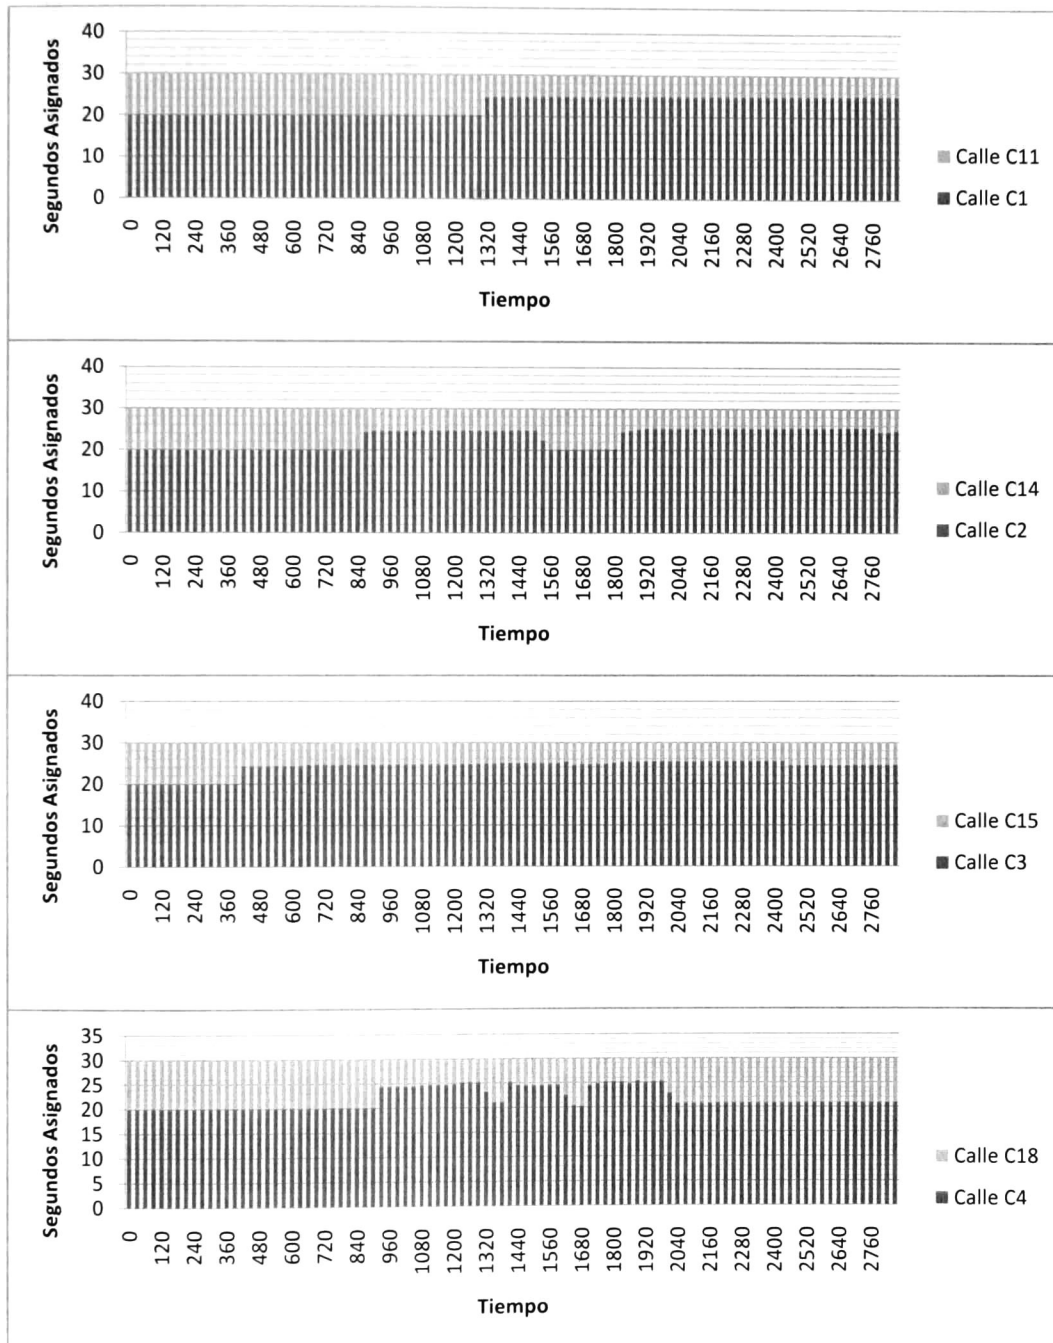 Segundos Asignados
40
30
20
10
0
0 120 240 360 480 600 720 840 960 1080 1200 1320 1440 1560 1680 1800 1920 2040 2160 2280 2400 2520 2640 2760
Tiempo
Calle C11
Calle C1
Segundos Asignados
40
30
20
10
0
0 120 240 360 480 600 720 840 960 1080 1200 1320 1440 1560 1680 1800 1920 2040 2160 2280 2400 2520 2640 2760
Tiempo
Calle C14
Calle C2
Segundos Asignados
40
30
20
10
0
0 120 240 360 480 600 720 840 960 1080 1200 1320 1440 1560 1680 1800 1920 2040 2160 2280 2400 2520 2640 2760
Tiempo
Calle C15
Calle C3
Segundos Asignados
35
30
25
20
15
10
5
0
0 120 240 360 480 600 720 840 960 1080 1200 1320 1440 1560 1680 1800 1920 2040 2160 2280 2400 2520 2640 2760
Tiempo
Calle C18
Calle C4